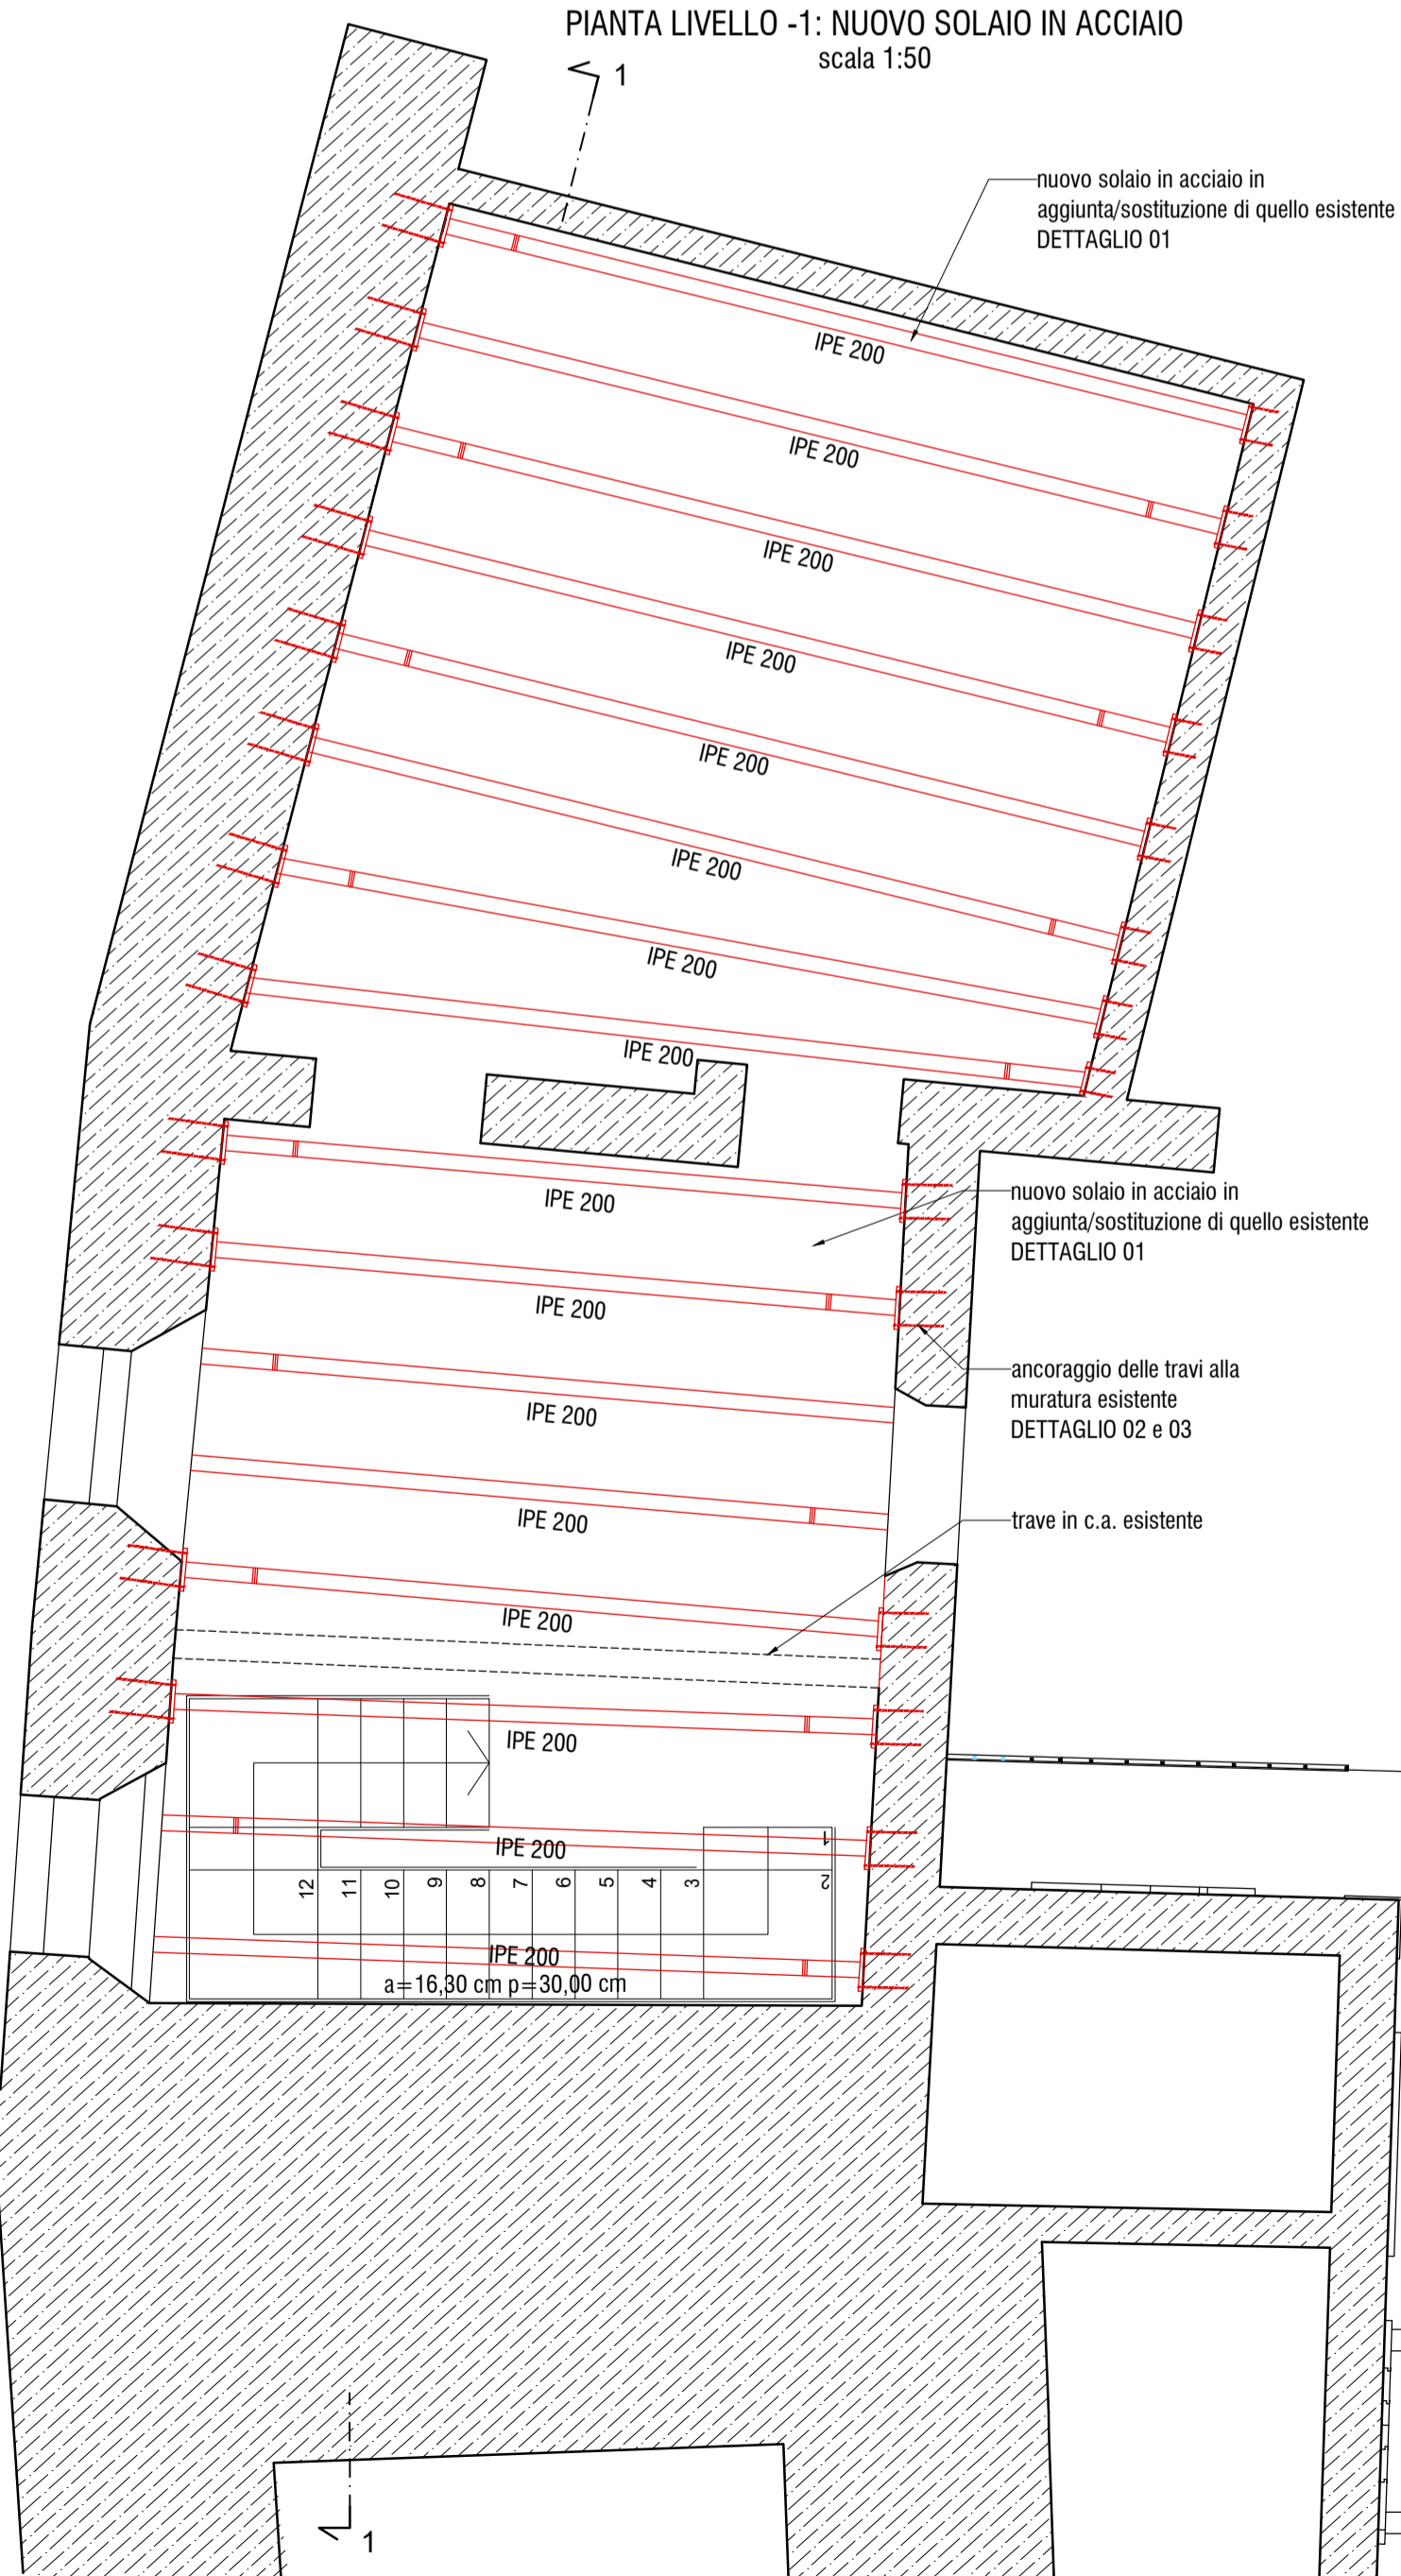 PIANTA LIVELLO -1: NUOVO SOLAIO IN ACCIAIO
scala 1:50
1
nuovo solaio in acciaio in
aggiunta/sostituzione di quello esistente
DETTAGLIO 01
IPE 200
IPE 200
IPE 200
IPE 200
IPE 200
IPE 200
IPE 200
IPE 200
IPE 200
nuovo solaio in acciaio in
aggiunta/sostituzione di quello esistente
DETTAGLIO 01
IPE 200
ancoraggio delle travi alla
muratura esistente
DETTAGLIO 02 e 03
IPE 200
IPE 200
trave in c.a. esistente
IPE 200
IPE 200
1
IPE 200
12 11 10 9 8 7 6 5 4 3 2
IPE 200
a=16,30 cm p=30,00 cm
1